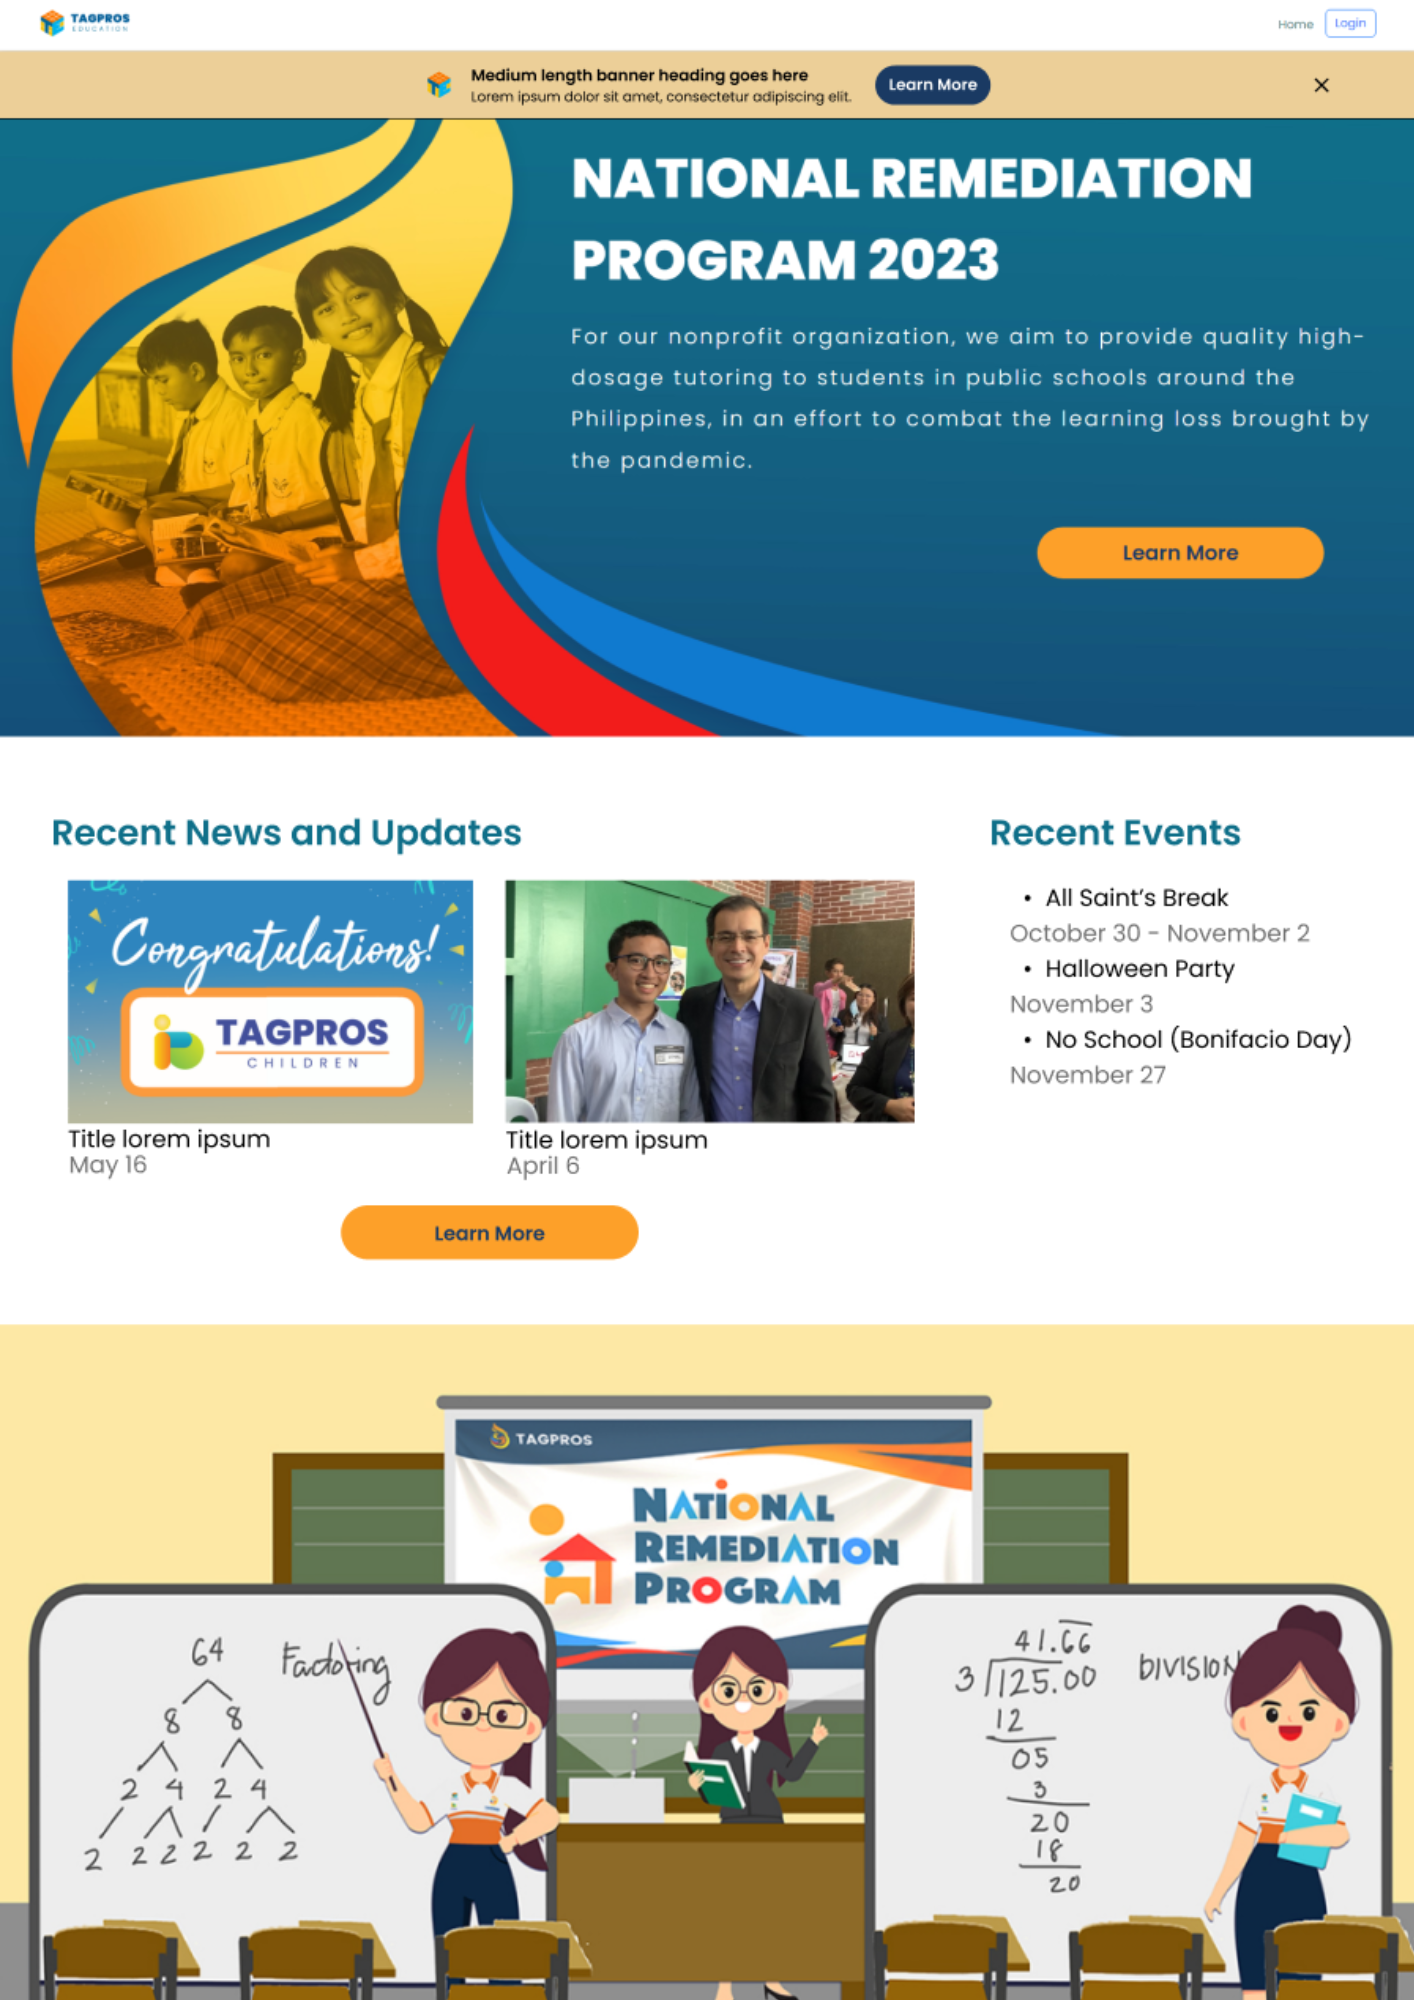 TAGPROS
EDUCATION
Home
Login
Medium length banner heading goes here
Lorem ipsum dolor sit amet, consectetur adipiscing elit.
Learn More
NATIONAL REMEDIATION
PROGRAM 2023
For our nonprofit organization, we aim to provide quality high-
dosage tutoring to students in public schools around the
Philippines, in an effort to combat the learning loss brought by
the pandemic.
Learn More
Recent News and Updates
Congratulations!
TAGPROS
CHILDREN
Title lorem ipsum
May 16
Title lorem ipsum
April 6
Learn More
Recent Events
• All Saint’s Break
October 30 - November 2
• Halloween Party
November 3
• No School (Bonifacio Day)
November 27
TAGPROS
NATIONAL
REMEDIATION
PROGRAM
64
Factoring
8 8
2 4 2 4
2 2 2 2 2 2
41.66
3 125.00
DIVISION
12
05
3
20
18
20